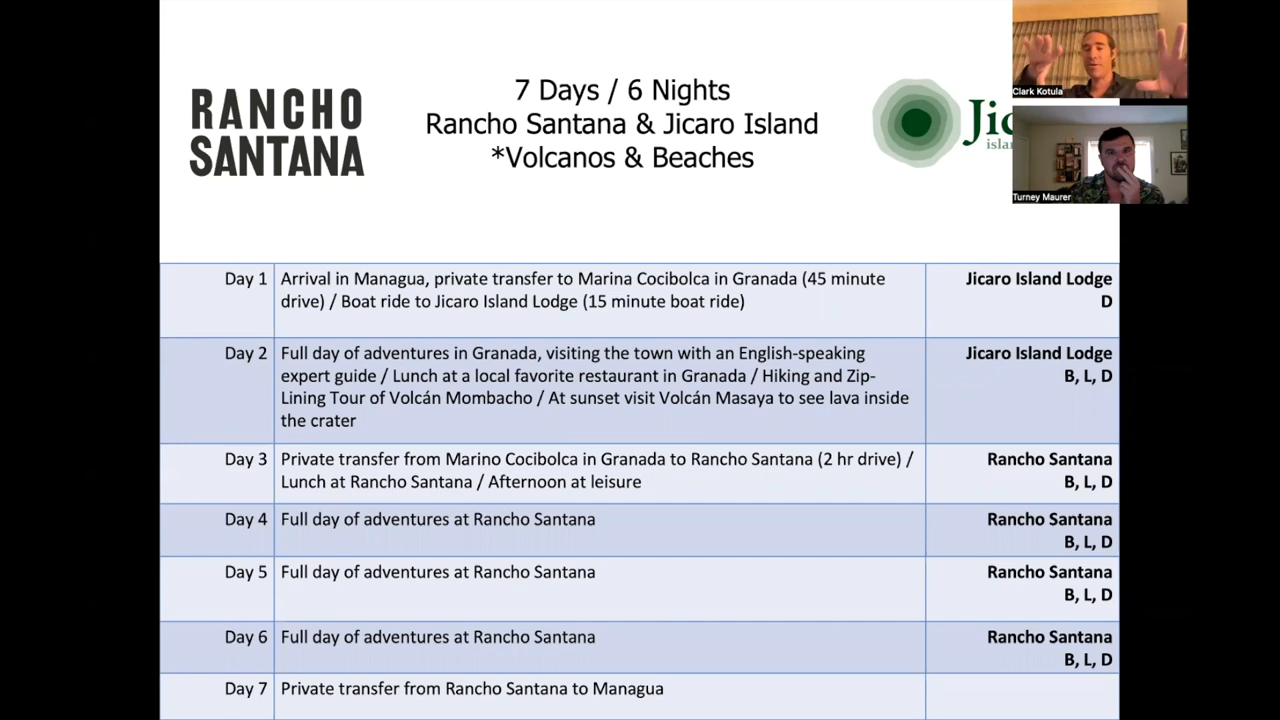 RANCHO
SANTANA
7 Days / 6 Nights
Rancho Santana & Jicaro Island
*Volcanos & Beaches
Clark Kotula
Turney Maurer
Day 1
Arrival in Managua, private transfer to Marina Cocibolca in Granada (45 minute
drive) / Boat ride to Jicaro Island Lodge (15 minute boat ride)
Jicaro Island Lodge
D
Day 2
Full day of adventures in Granada, visiting the town with an English-speaking
expert guide / Lunch at a local favorite restaurant in Granada / Hiking and Zip-
Lining Tour of Volcán Mombacho / At sunset visit Volcán Masaya to see lava inside
the crater
Jicaro Island Lodge
B, L, D
Day 3
Private transfer from Marino Cocibolca in Granada to Rancho Santana (2 hr drive) /
Lunch at Rancho Santana / Afternoon at leisure
Rancho Santana
B, L, D
Day 4
Full day of adventures at Rancho Santana
Rancho Santana
B, L, D
Day 5
Full day of adventures at Rancho Santana
Rancho Santana
B, L, D
Day 6
Full day of adventures at Rancho Santana
Rancho Santana
B, L, D
Day 7
Private transfer from Rancho Santana to Managua